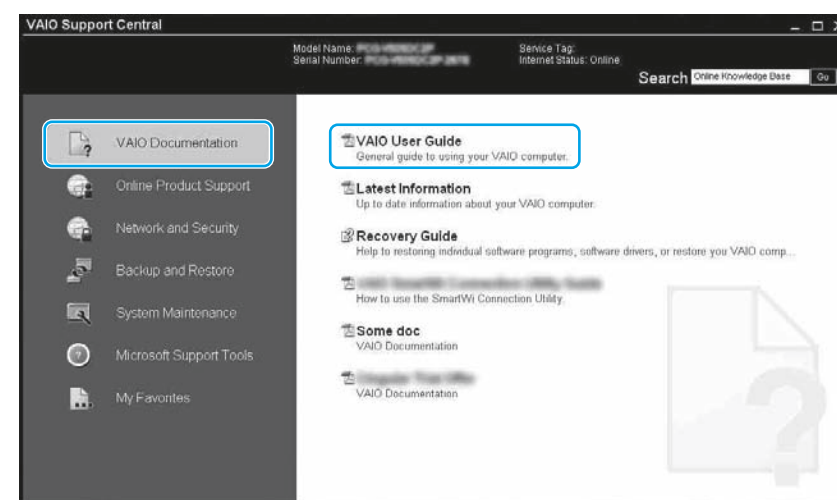 VAIO Support Central
Model Name:
Service Tag:
Serial Number:
Internet Status: Online
Search Online Knowledge Base Go
VAIO Documentation
Online Product Support
Network and Security
Backup and Restore
System Maintenance
Microsoft Support Tools
My Favorites
VAIO User Guide
General guide to using your VAIO computer.
Latest Information
Up to date information about your VAIO computer.
Recovery Guide
Help to restoring individual software programs, software drivers, or restore you VAIO comp...
How to use the SmartWi Connection Utility.
Some doc
VAIO Documentation
VAIO Documentation